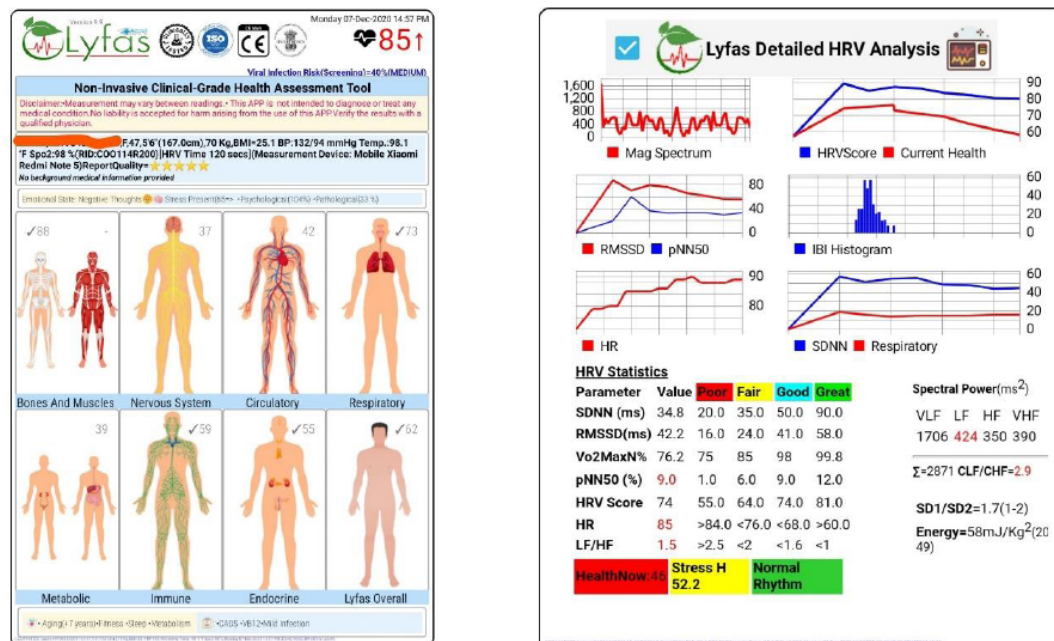 Version 9.9
Monday 07-Dec-2020 14:57 PM
Lyfas
ISO
CE
85↑
Viral Infection Risk(Screening)=40%(MEDIUM)
Non-Invasive Clinical-Grade Health Assessment Tool
Disclaimer:•Measurement may vary between readings.• This APP is not intended to diagnose or treat any
medical condition.No liability is accepted for harm arising from the use of this APP.Verify the results with a
qualified physician.
,F,47,5'6"(167.0cm),70 Kg,BMI=25.1 BP:132/94 mmHg Temp.:98.1
°F Spo2:98 %(RID:C00114R200)|HRV Time 120 secs|(Measurement Device: Mobile Xiaomi
Redmi Note 5)ReportQuality=
No background medical information provided
Emotional State: Negative Thoughts Stress Present •Psychological(104%) •Pathological(33 %)
✓88 -
37
42
✓73
Bones And Muscles
Nervous System
Circulatory
Respiratory
39
✓59
✓55
✓62
Metabolic
Immune
Endocrine
Lyfas Overall
•Aging(+7 years)•Fitness •Sleep •Metabolism •CABS •VB12•Mild Infection
Lyfas Detailed HRV Analysis
1,600
1200
800
400
0
Mag Spectrum
90
80
70
60
HRVScore Current Health
80
40
0
RMSSD pNN50
60
40
20
0
IBI Histogram
90
80
HR
60
40
20
0
SDNN Respiratory
HRV Statistics
Parameter Value Poor Fair Good Great
SDNN (ms) 34.8 20.0 35.0 50.0 90.0
RMSSD(ms) 42.2 16.0 24.0 41.0 58.0
Vo2MaxN% 76.2 75 85 98 99.8
pNN50 (%) 9.0 1.0 6.0 9.0 12.0
HRV Score 74 55.0 64.0 74.0 81.0
HR 85 >84.0 <76.0 <68.0 >60.0
LF/HF 1.5 >2.5 <2 <1.6 <1
HealthNow:46
Stress H
52.2
Normal
Rhythm
Spectral Power(ms²)
VLF LF HF VHF
1706 424 350 390
Σ=2871 CLF/CHF=2.9
SD1/SD2=1.7(1-2)
Energy=58mJ/Kg²(20
49)